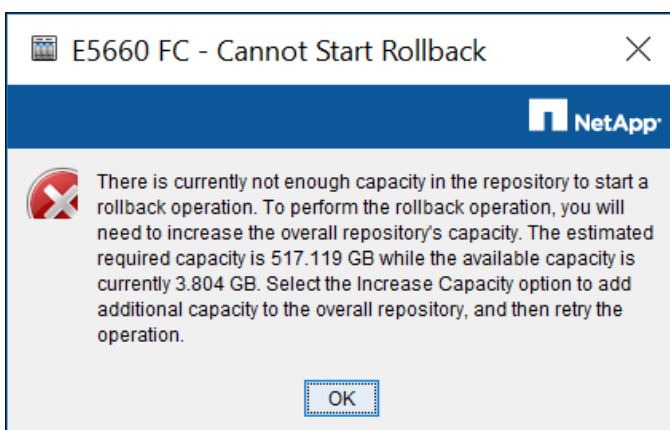 E5660 FC - Cannot Start Rollback
NetApp
There is currently not enough capacity in the repository to start a
rollback operation. To perform the rollback operation, you will
need to increase the overall repository's capacity. The estimated
required capacity is 517.119 GB while the available capacity is
currently 3.804 GB. Select the Increase Capacity option to add
additional capacity to the overall repository, and then retry the
operation.
OK